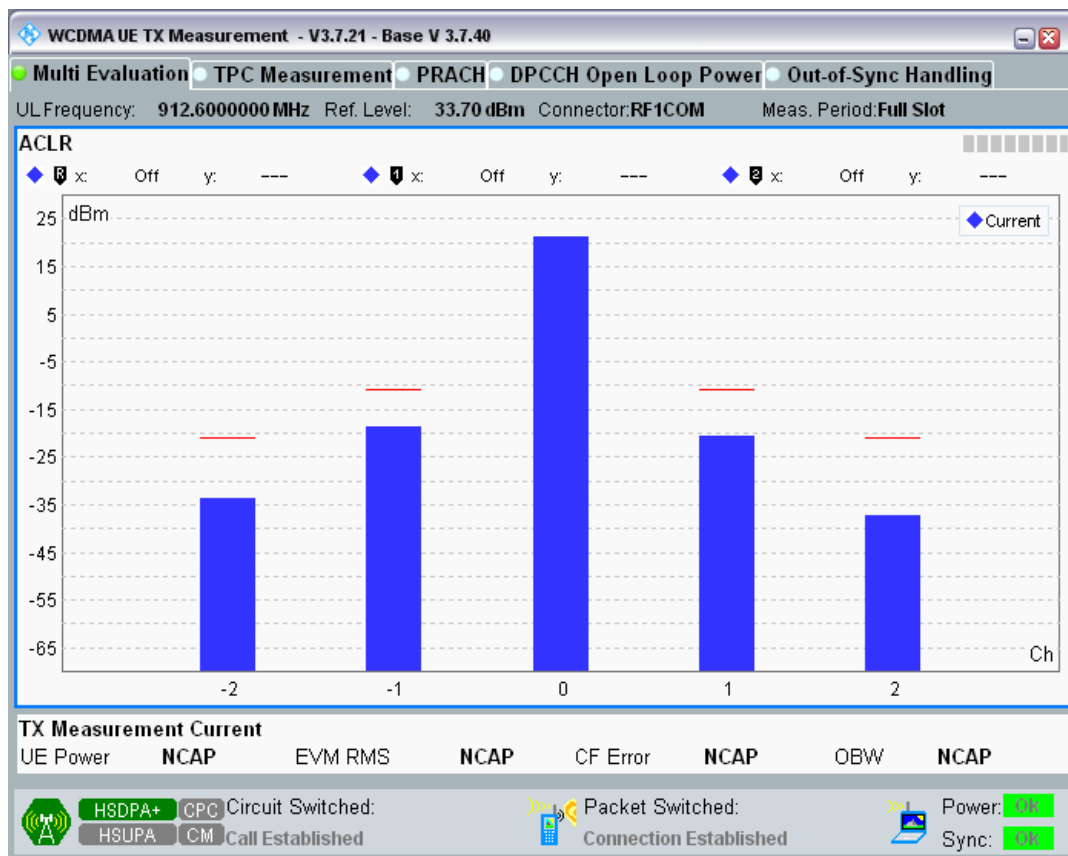 WCDMA UE TX Measurement - V3.7.21 - Base V 3.7.40
Multi Evaluation TPC Measurement PRACH DPCCH Open Loop Power Out-of-Sync Handling
UL Frequency: 912.6000000 MHz Ref. Level: 33.70 dBm Connector:RF1COM Meas. Period:Full Slot
ACLR
R x: Off y: --- 1 x: Off y: --- 2 x: Off y: ---
dBm
Current
25
15
5
-5
-15
-25
-35
-45
-55
-65
Ch
-2 -1 0 1 2
TX Measurement Current
UE Power NCAP EVM RMS NCAP CF Error NCAP OBW NCAP
HSDPA+ CPC Circuit Switched: Packet Switched: Power: OK
HSUPA CM Call Established Connection Established Sync: OK